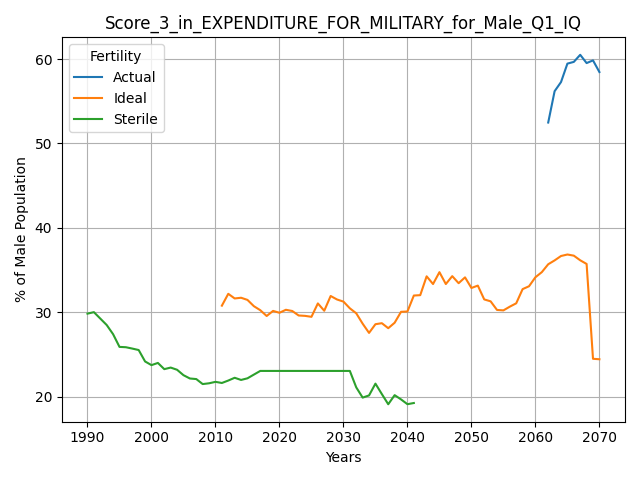 Score_3_in_EXPENDITURE_FOR_MILITARY_for_Male_Q1_IQ
Fertility
Actual
Ideal
Sterile
% of Male Population
60
50
40
30
20
1990 2000 2010 2020 2030 2040 2050 2060 2070
Years